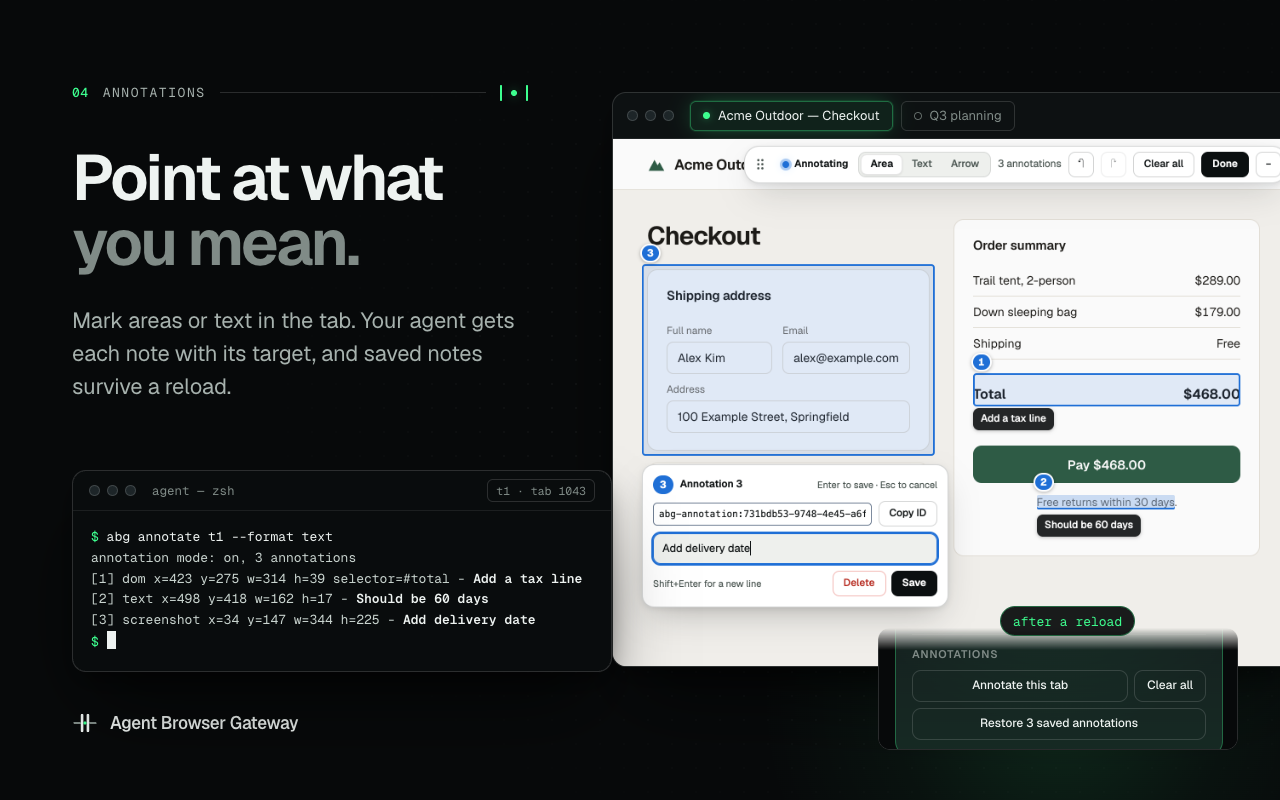 04 ANNOTATIONS
Point at what
you mean.
Mark areas or text in the tab. Your agent gets
each note with its target, and saved notes
survive a reload.
agent — zsh
t1 · tab 1043
$ abg annotate t1 --format text
annotation mode: on, 3 annotations
[1] dom x=423 y=275 w=314 h=39 selector=#total - Add a tax line
[2] text x=498 y=418 w=162 h=17 - Should be 60 days
[3] screenshot x=34 y=147 w=344 h=225 - Add delivery date
$
Agent Browser Gateway
Acme Outdoor — Checkout
Q3 planning
Annotating
Area
Text
Arrow
3 annotations
Clear all
Done
Checkout
3
Shipping address
Full name
Email
Alex Kim
alex@example.com
Address
100 Example Street, Springfield
3 Annotation 3
Enter to save · Esc to cancel
abg-annotation:731bdb53-9748-4e45-a6f
Copy ID
Add delivery date
Shift+Enter for a new line
Delete
Save
Order summary
Trail tent, 2-person $289.00
Down sleeping bag $179.00
Shipping Free
1
Total $468.00
Add a tax line
Pay $468.00
2
Free returns within 30 days.
Should be 60 days
after a reload
ANNOTATIONS
Annotate this tab
Clear all
Restore 3 saved annotations